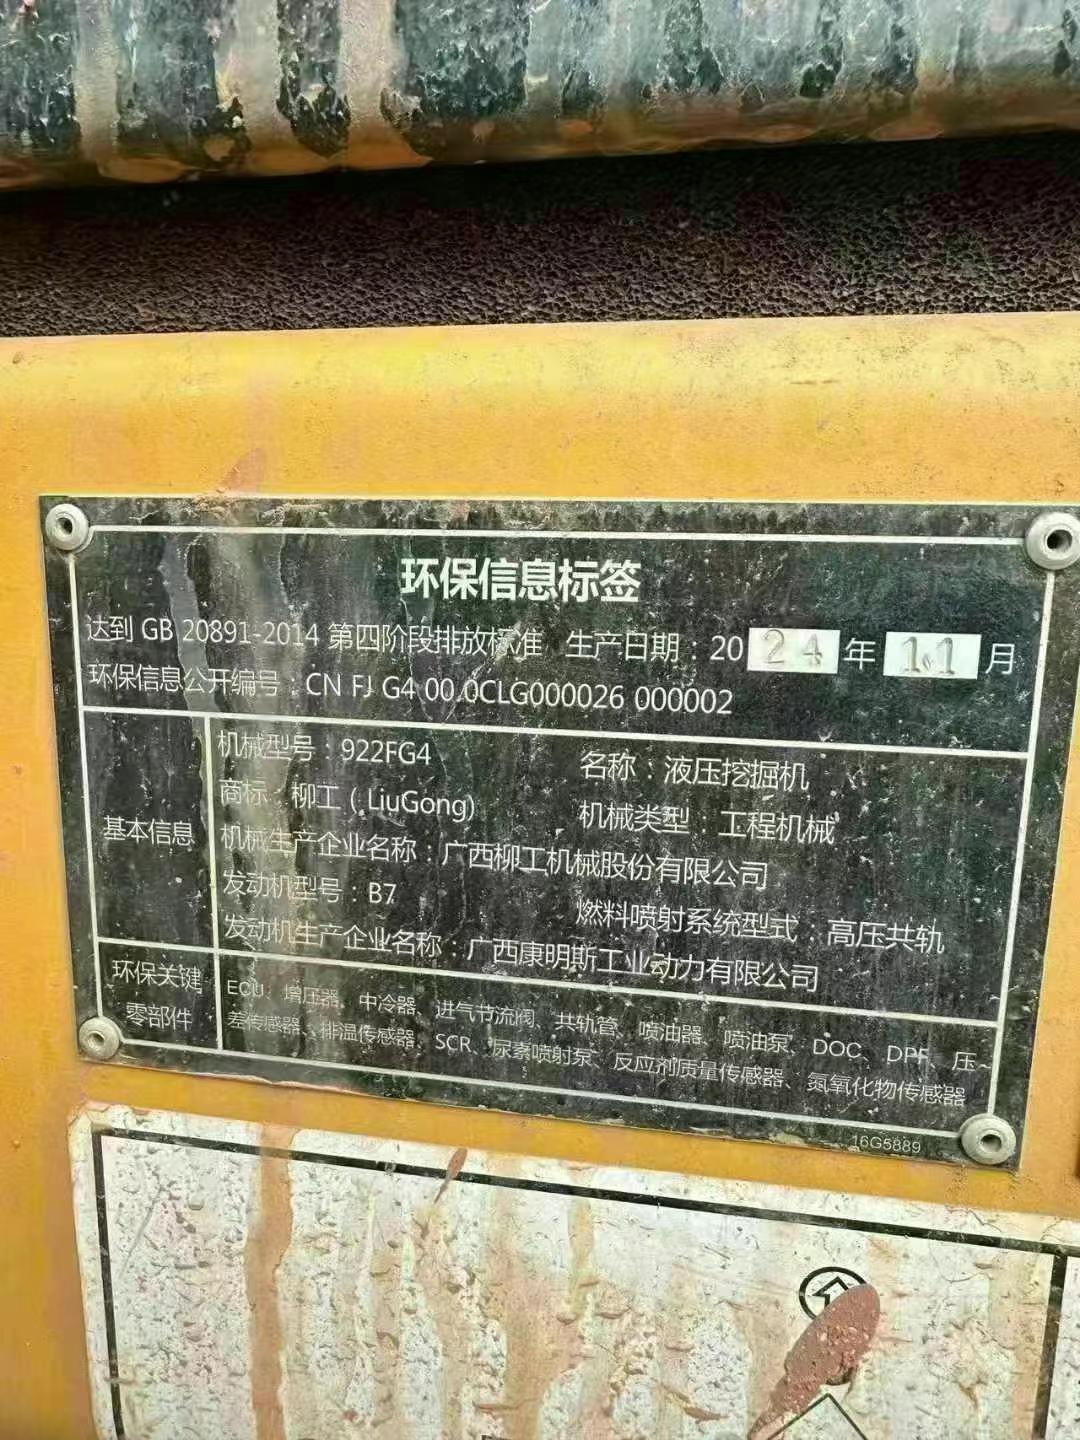 环保信息标签
达到 GB 20891-2014 第四阶段排放标准 生产日期：2024年11月
环保信息公开编号：CN FJ G4 00 0CLG000026 000002
基本信息
机械型号：922FG4 名称：液压挖掘机
商标：柳工（LiuGong) 机械类型：工程机械
机械生产企业名称：广西柳工机械股份有限公司
发动机型号：B7 燃料喷射系统型式：高压共轨
发动机生产企业名称：广西康明斯工业动力有限公司
环保关键零部件
ECU、增压器、中冷器、进气节流阀、共轨管、喷油器、喷油泵、DOC、DPF、压
差传感器、排温传感器、SCR、尿素喷射泵、反应剂质量传感器、氮氧化物传感器
16G5889